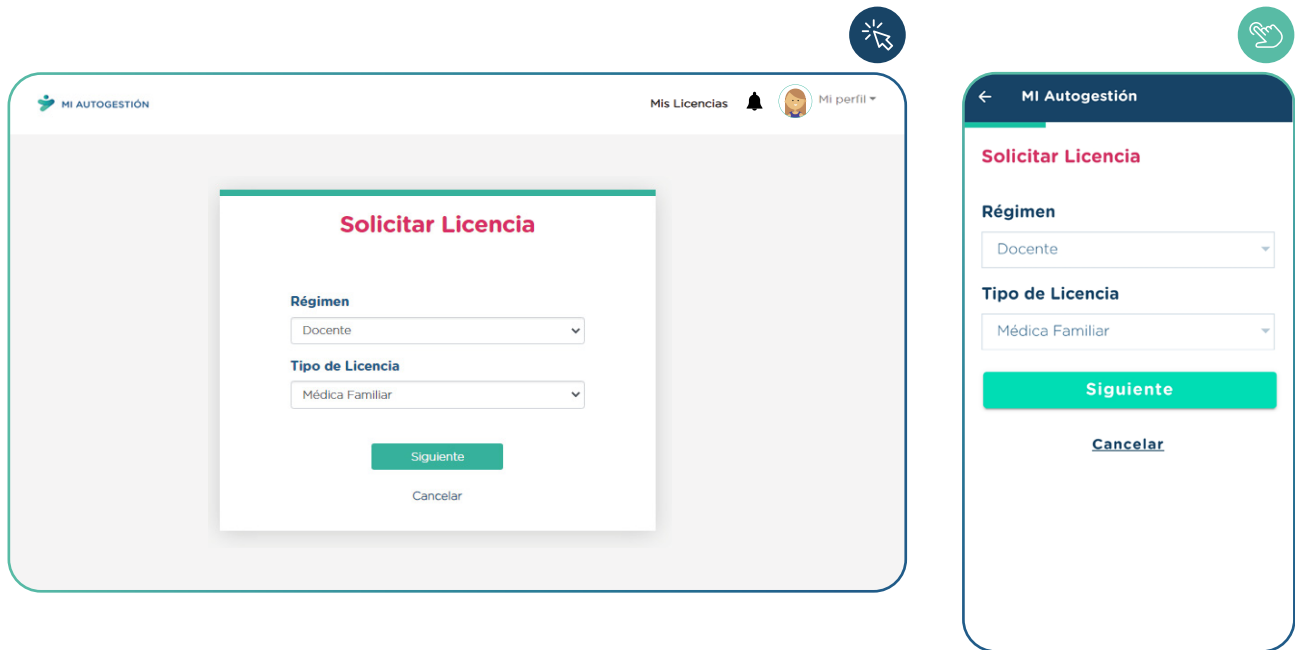 MI AUTOGESTIÓN
Mis Licencias
Mi perfil
Solicitar Licencia
Régimen
Docente
Tipo de Licencia
Médica Familiar
Siguiente
Cancelar
MI Autogestión
Solicitar Licencia
Régimen
Docente
Tipo de Licencia
Médica Familiar
Siguiente
Cancelar